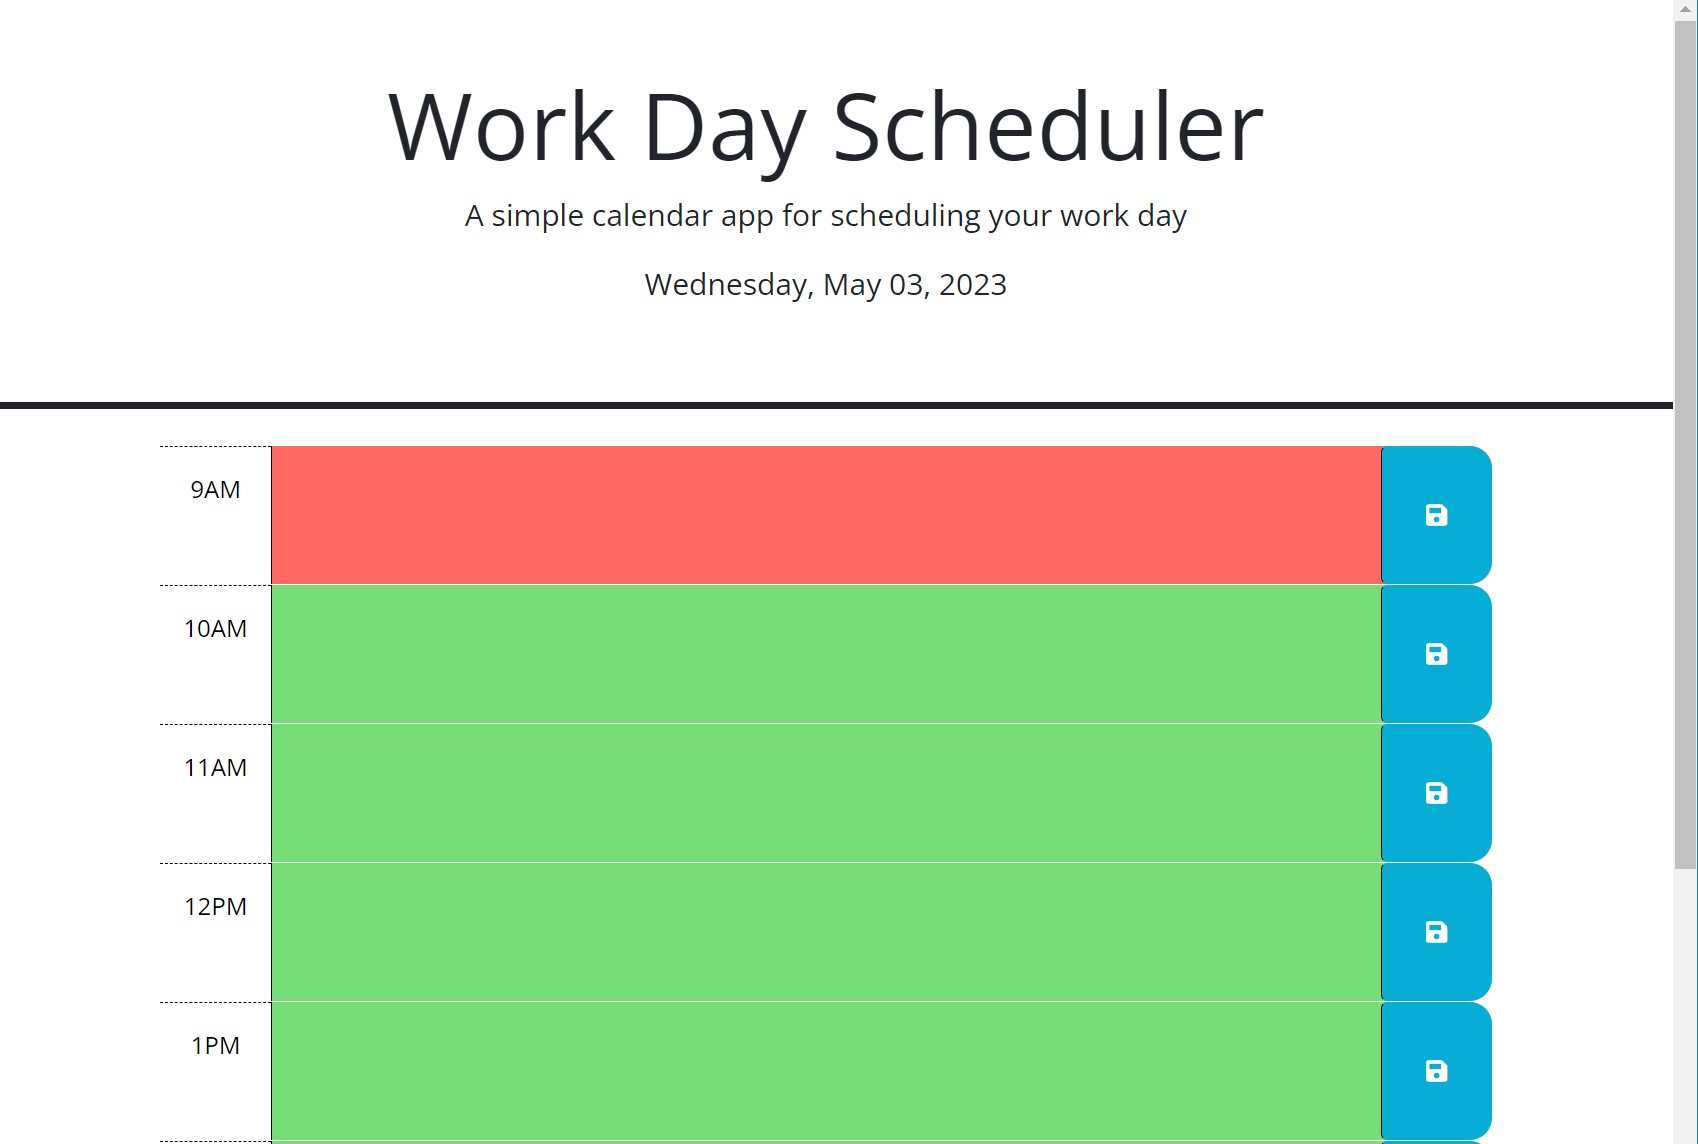 Work Day Scheduler
A simple calendar app for scheduling your work day
Wednesday, May 03, 2023
9AM
10AM
11AM
12PM
1PM